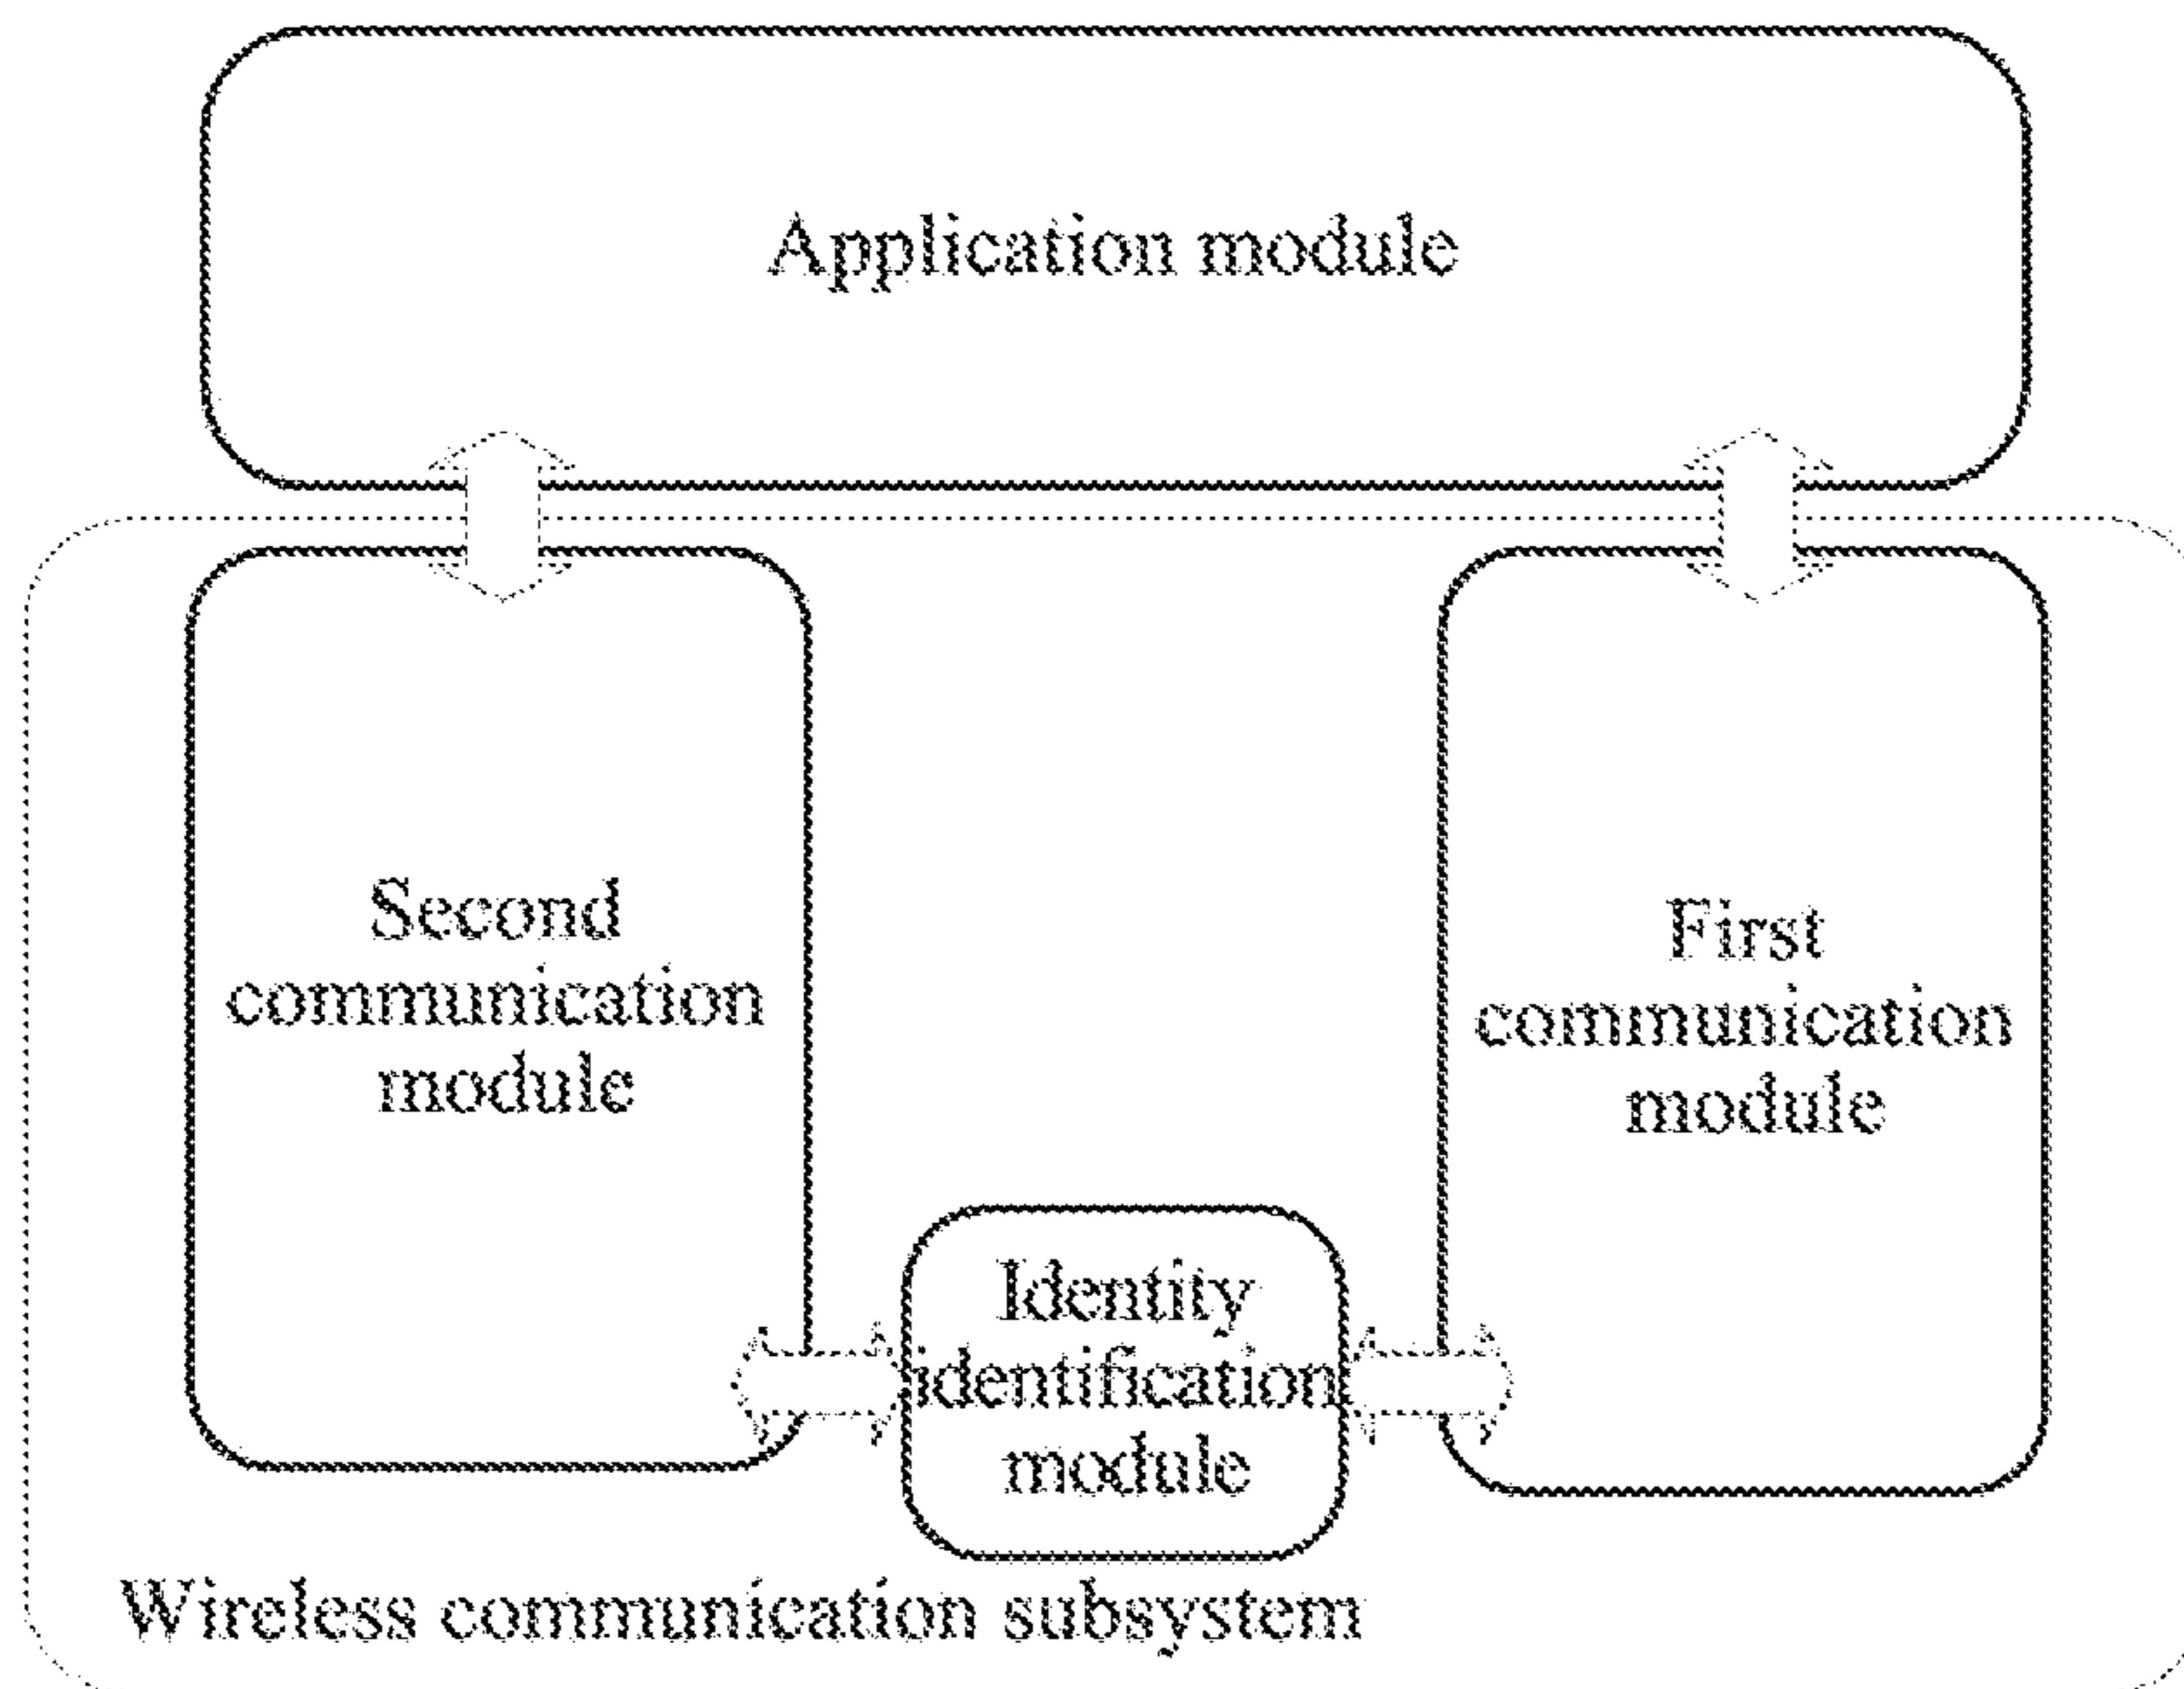 Application module
Second
communication
module
First
communication
module
Identity
identification
module
Wireless communication subsystem